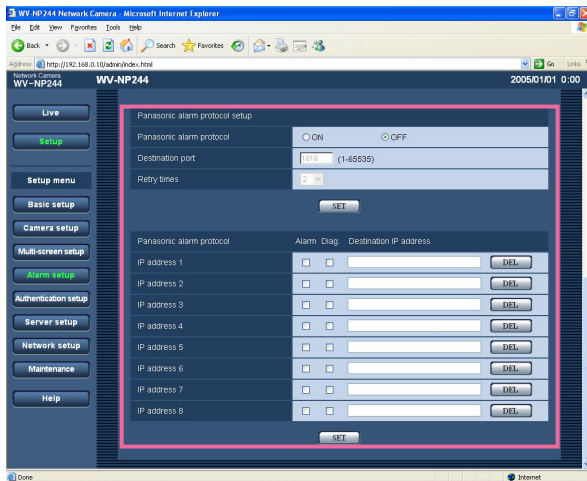 WV-NP244 Network Camera - Microsoft Internet Explorer
File Edit View Favorites Tools Help
Back Search Favorites
Address http://192.168.0.10/admin/index.html Go Links
Network Camera
WV-NP244
WV-NP244
2005/01/01 0:00
Live
Setup
Setup menu
Basic setup
Camera setup
Multi-screen setup
Alarm setup
Authentication setup
Server setup
Network setup
Maintenance
Help
Panasonic alarm protocol setup
Panasonic alarm protocol ON OFF
Destination port 1818 (1-65535)
Retry times 2
SET
Panasonic alarm protocol Alarm Diag. Destination IP address
IP address 1 DEL
IP address 2 DEL
IP address 3 DEL
IP address 4 DEL
IP address 5 DEL
IP address 6 DEL
IP address 7 DEL
IP address 8 DEL
SET
Done Internet